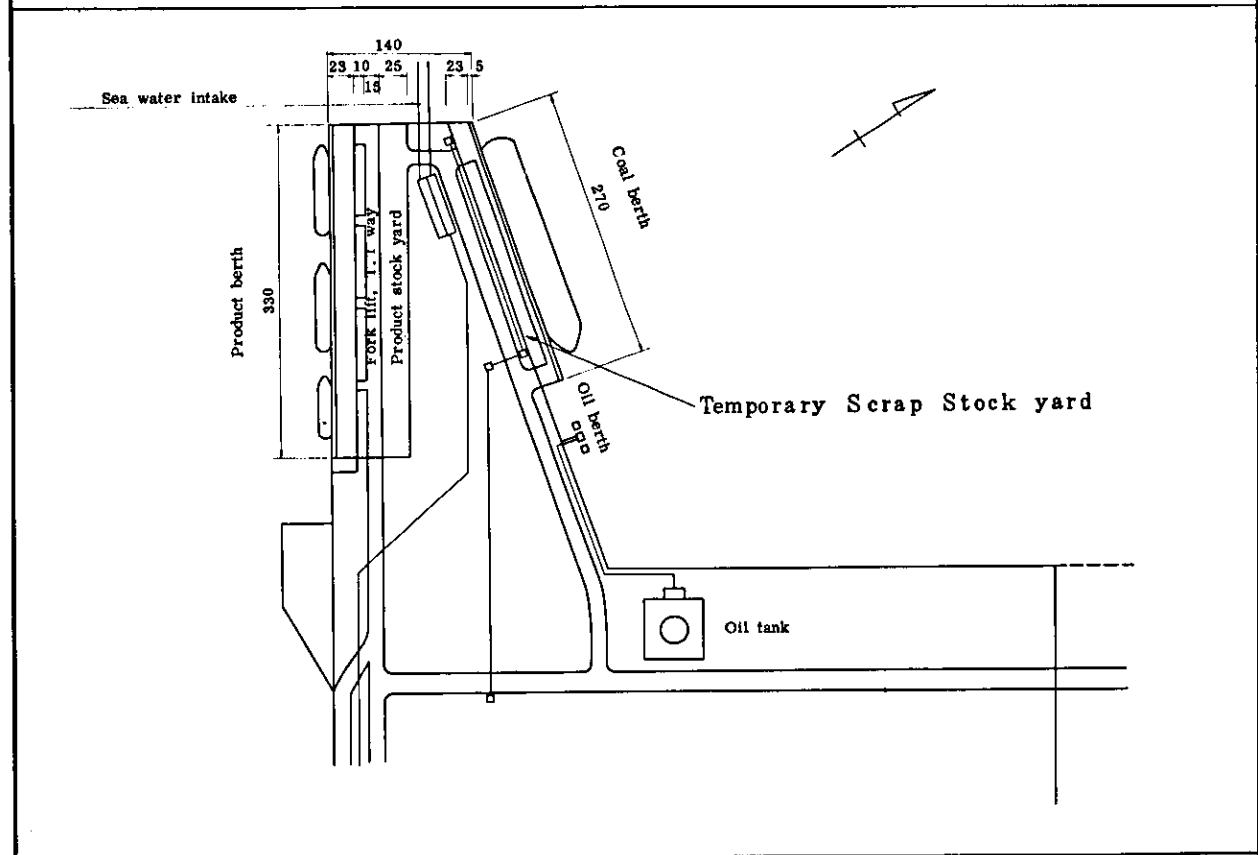 140
23 10 25 23 5
15
Sea water intake
Coal berth
270
Product berth
330
Fork lift, T.T way
Product stock yard
Oil berth
Temporary Scrap Stock yard
Oil tank